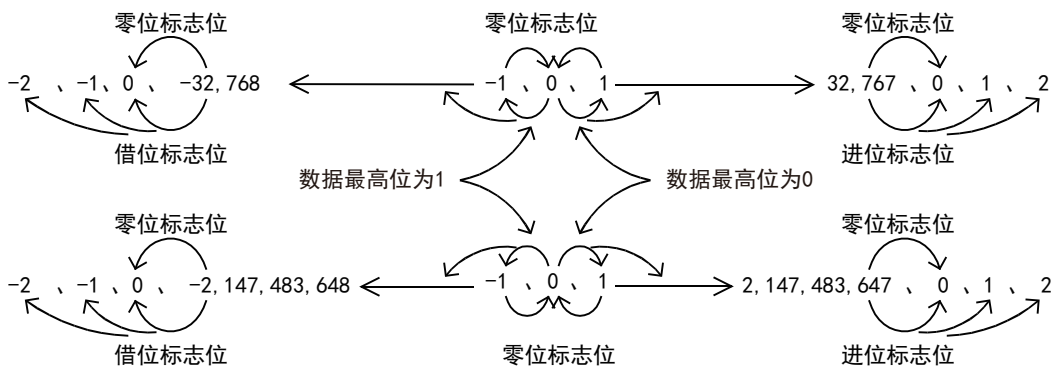 零位标志位 零位标志位 零位标志位
-2 、-1、0、 -32,768 -1、0、1 32,767 、0、1、2
借位标志位 进位标志位
数据最高位为1 数据最高位为0
零位标志位 零位标志位
-2 、-1、0、 -2,147,483,648 -1、0、1 2,147,483,647 、0、1、2
借位标志位 零位标志位 进位标志位